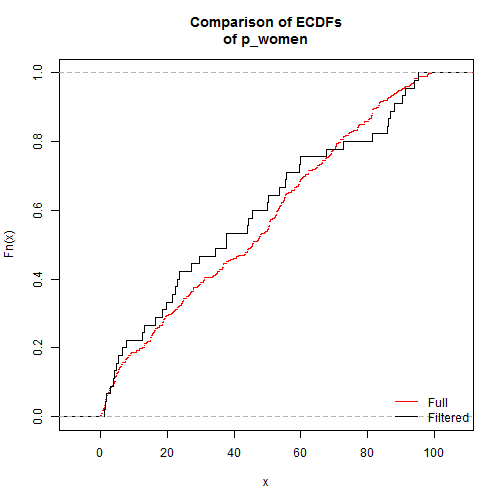 Comparison of ECDFs
of p_women
Fn(x)
1.0
0.8
0.6
0.4
0.2
0.0
Full
Filtered
0 20 40 60 80 100
x